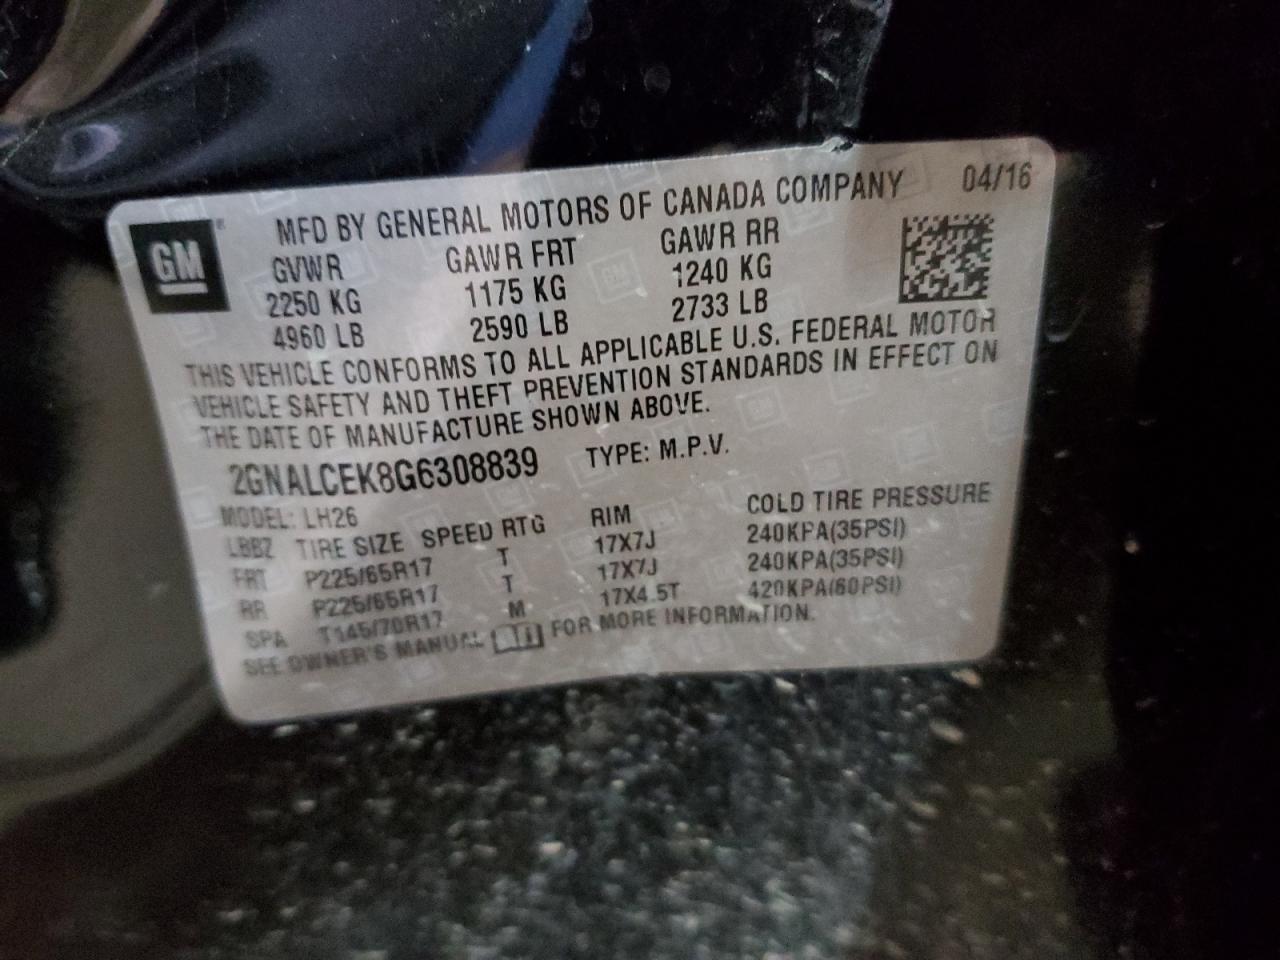 GM
MFD BY GENERAL MOTORS OF CANADA COMPANY 04/16
GVWR GAWR FRT GAWR RR
2250 KG 1175 KG 1240 KG
4960 LB 2590 LB 2733 LB
THIS VEHICLE CONFORMS TO ALL APPLICABLE U.S. FEDERAL MOTOR
VEHICLE SAFETY AND THEFT PREVENTION STANDARDS IN EFFECT ON
THE DATE OF MANUFACTURE SHOWN ABOVE.
2GNALCEK8G6308839 TYPE: M.P.V.
MODEL: LH26
LBBZ TIRE SIZE SPEED RTG RIM COLD TIRE PRESSURE
FRT P225/65R17 T 17X7J 240KPA(35PSI)
RR P225/65R17 T 17X7J 240KPA(35PSI)
SPA T145/70R17 M 17X4.5T 420KPA(60PSI)
SEE OWNER'S MANUAL FOR MORE INFORMATION.